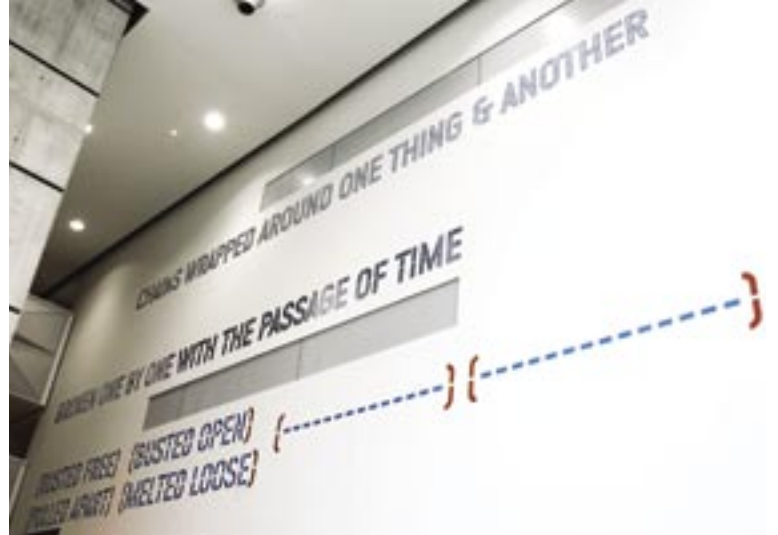 CHAINS WRAPPED AROUND ONE THING & ANOTHER
BROKEN ONE BY ONE WITH THE PASSAGE OF TIME
(RUSTED FREE) (BUSTED OPEN) (-----) (-----)
(PULLED APART) (MELTED LOOSE)